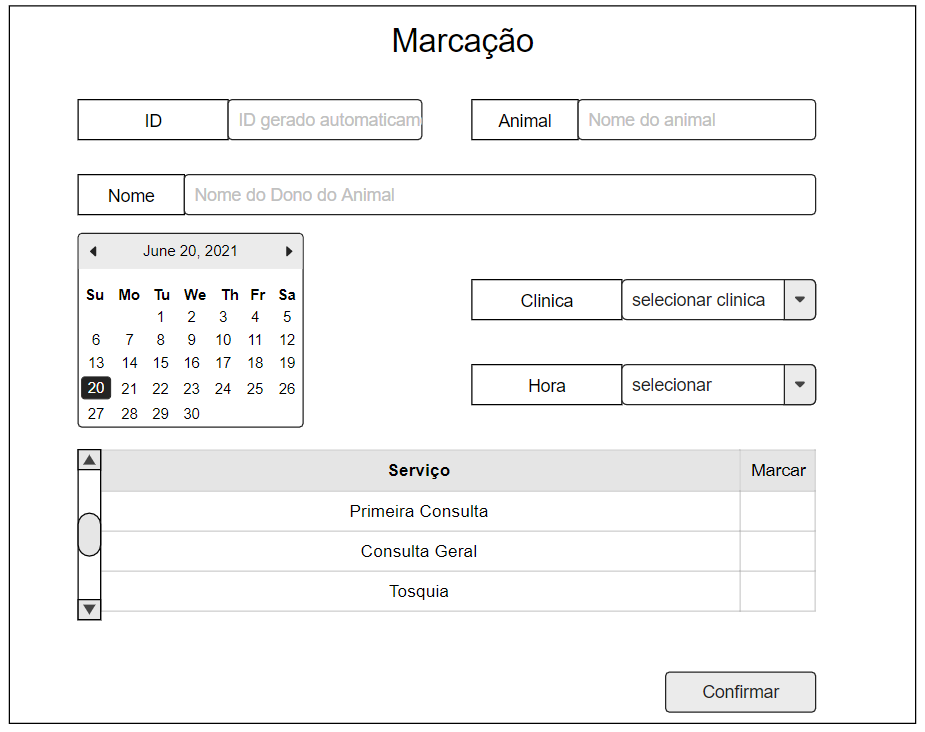 Marcação
ID ID gerado automaticam Animal Nome do animal
Nome Nome do Dono do Animal
June 20, 2021
Su Mo Tu We Th Fr Sa
1 2 3 4 5
6 7 8 9 10 11 12
13 14 15 16 17 18 19
20 21 22 23 24 25 26
27 28 29 30
Clinica selecionar clinica
Hora selecionar
Serviço Marcar
Primeira Consulta
Consulta Geral
Tosquia
Confirmar